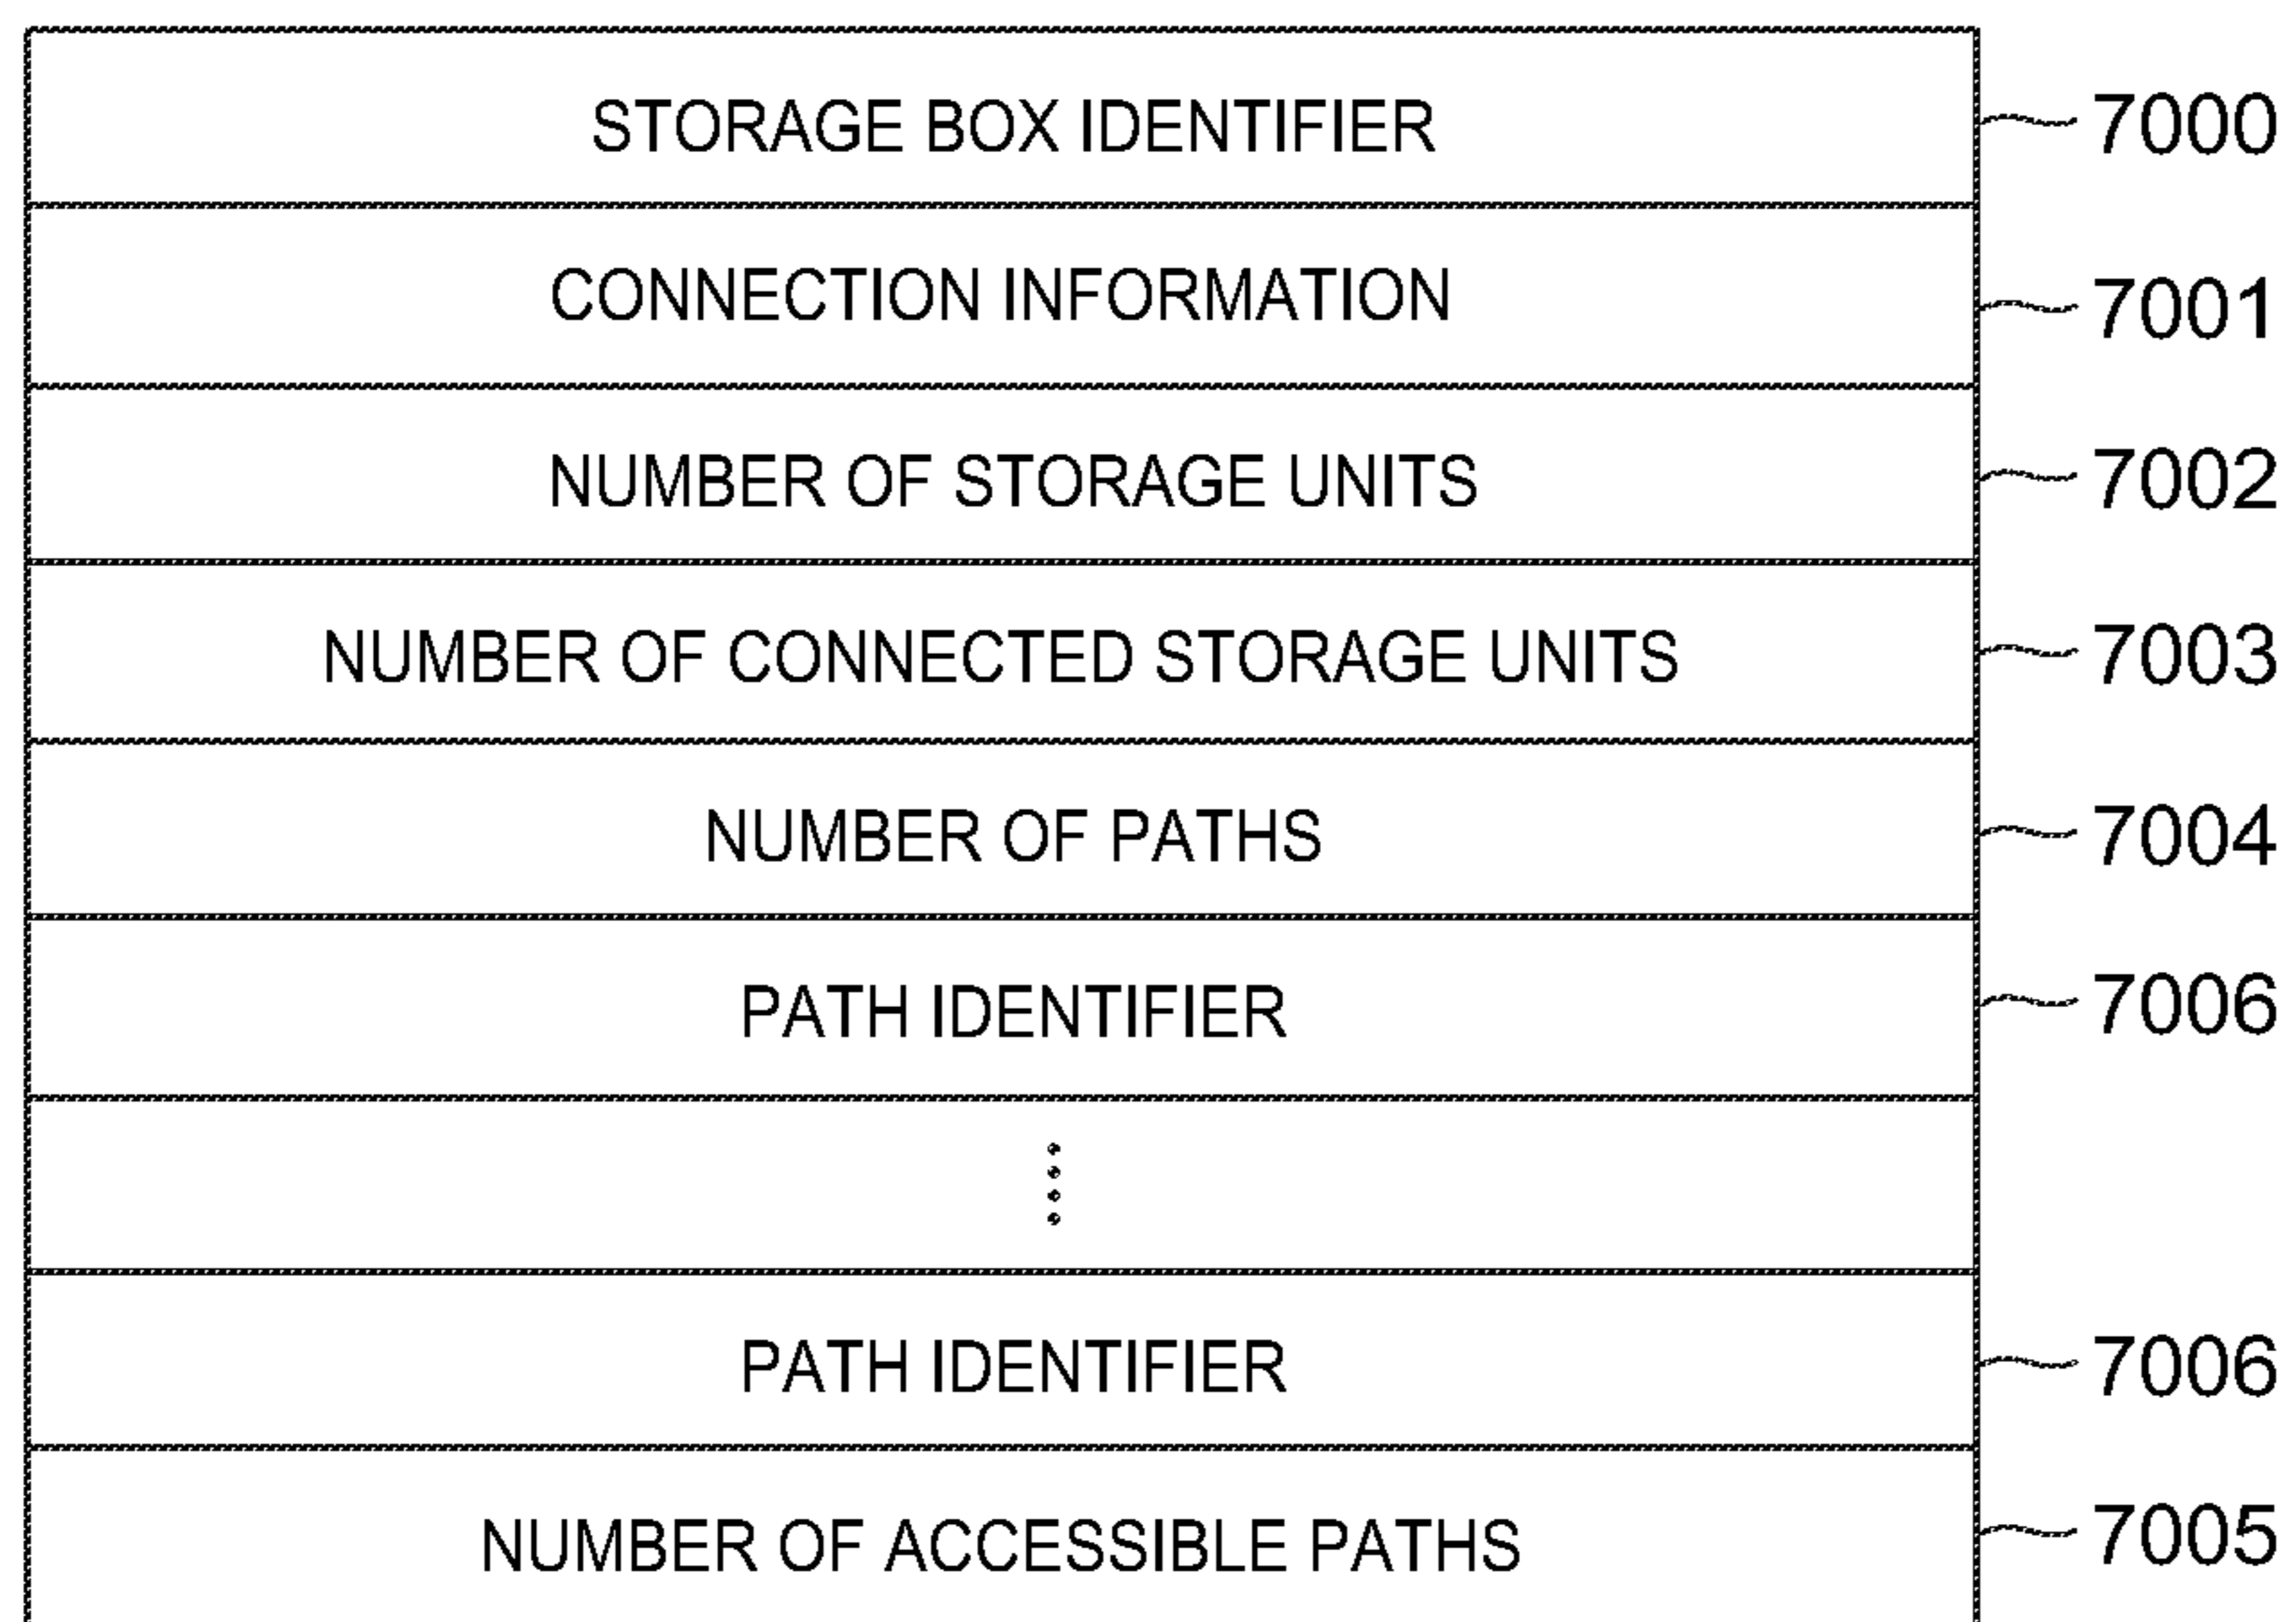 STORAGE BOX IDENTIFIER 7000
CONNECTION INFORMATION 7001
NUMBER OF STORAGE UNITS 7002
NUMBER OF CONNECTED STORAGE UNITS 7003
NUMBER OF PATHS 7004
PATH IDENTIFIER 7006
PATH IDENTIFIER 7006
NUMBER OF ACCESSIBLE PATHS 7005